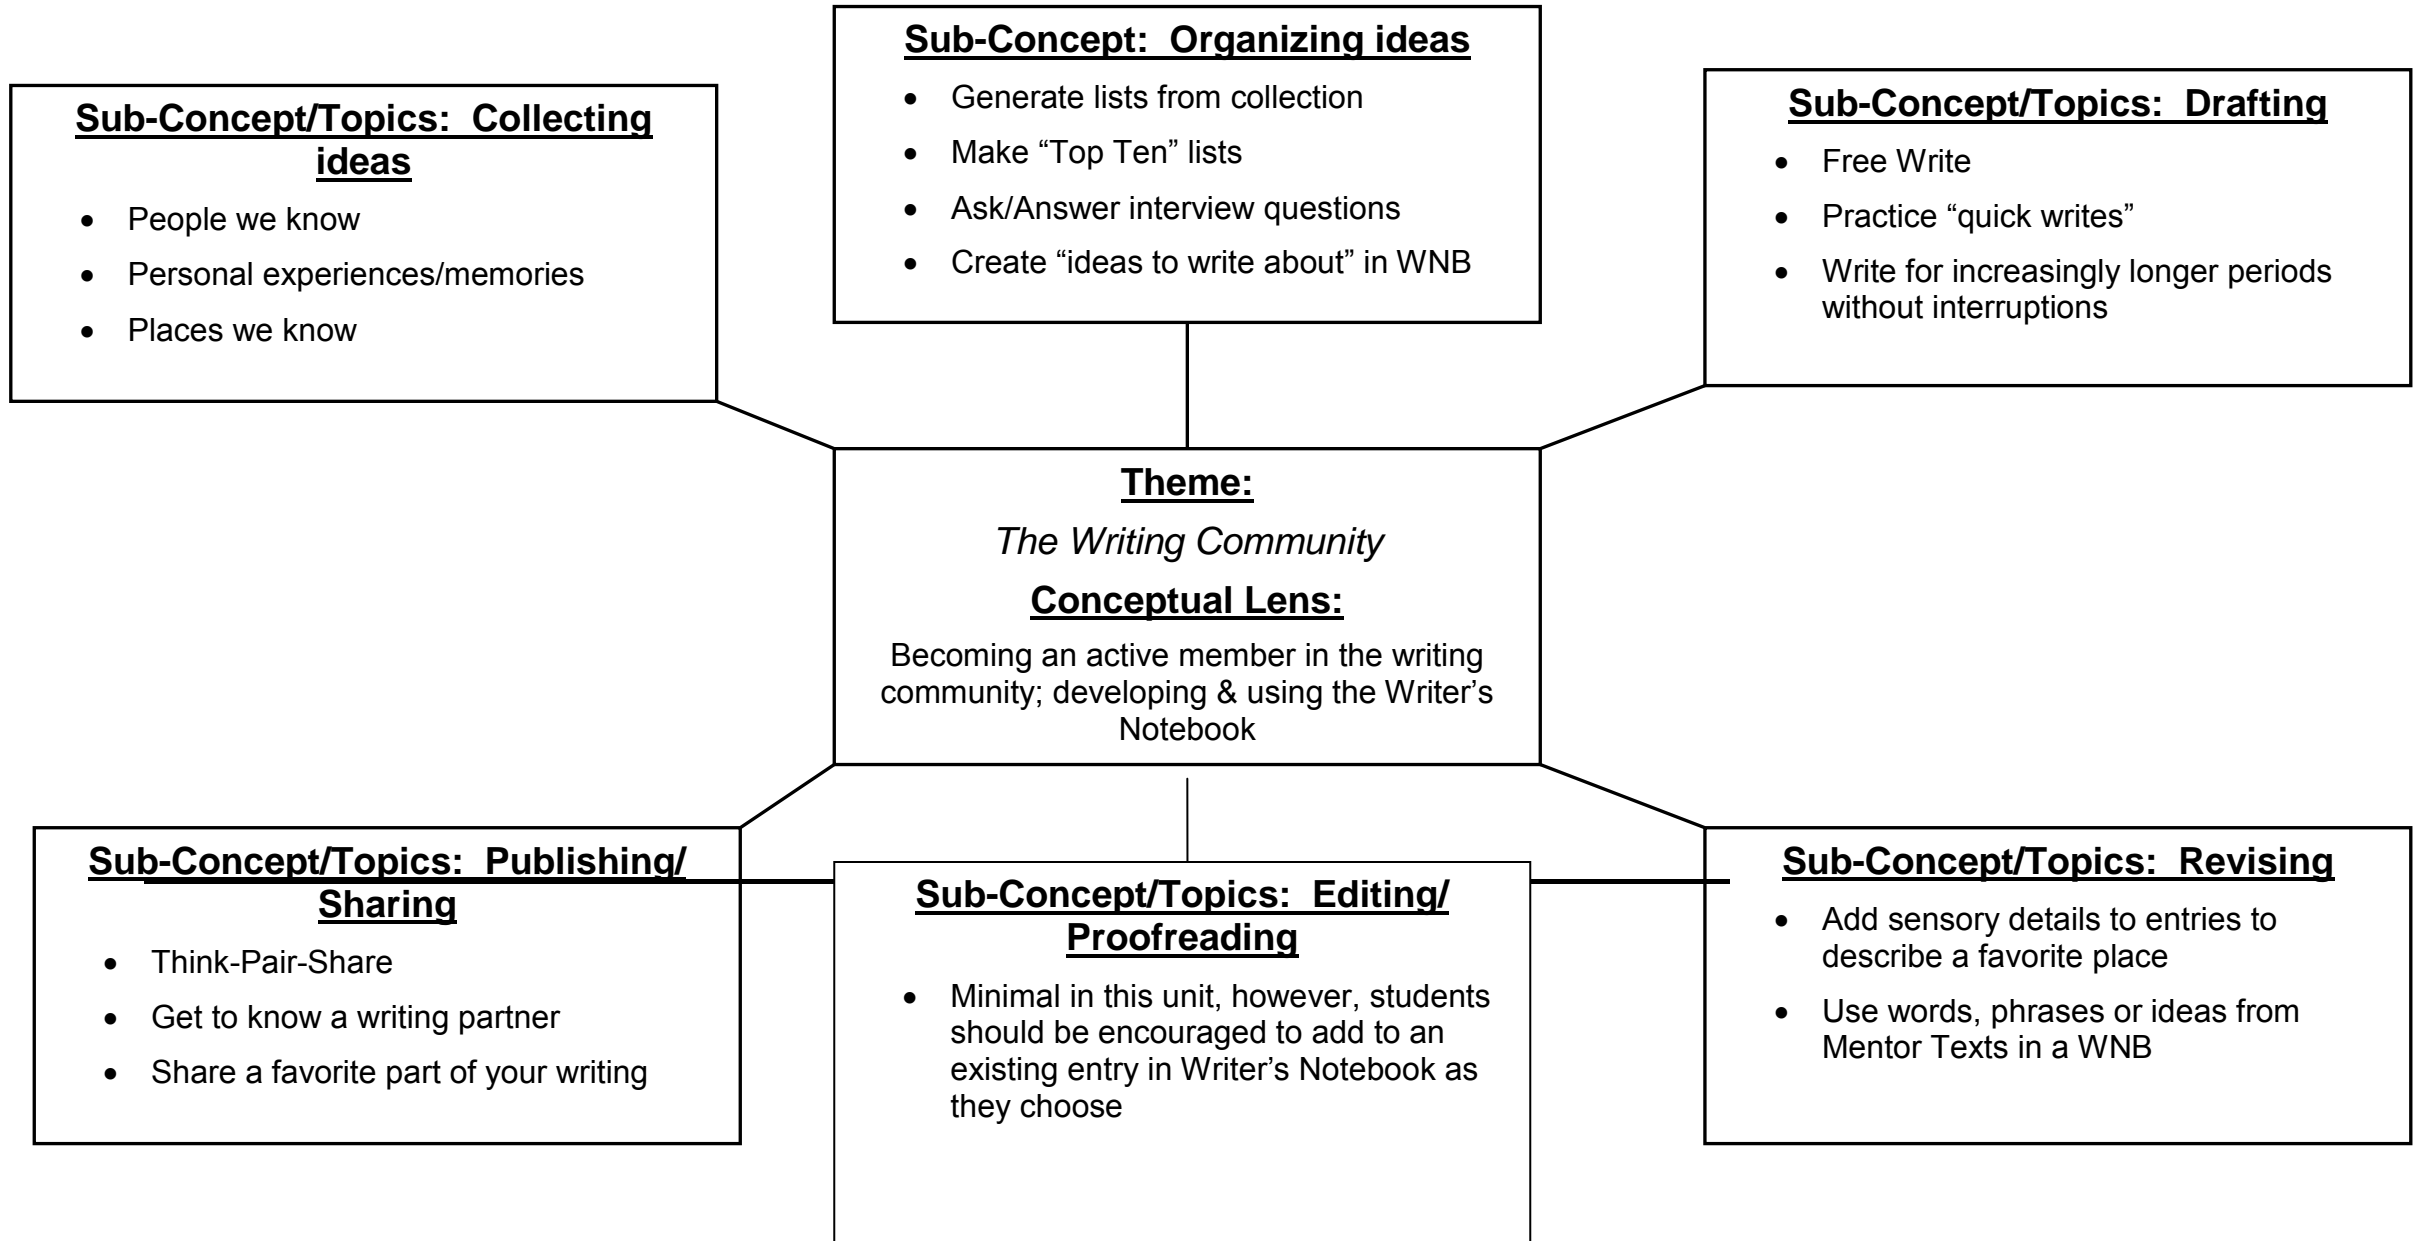 Sub-Concept/Topics:  Collecting
ideas
• People we know
• Personal experiences/memories
• Places we know
Sub-Concept:  Organizing ideas
• Generate lists from collection
• Make “Top Ten” lists
• Ask/Answer interview questions
• Create “ideas to write about” in WNB
Sub-Concept/Topics:  Drafting
• Free Write
• Practice “quick writes”
• Write for increasingly longer periods
without interruptions
Theme:
The Writing Community
Conceptual Lens:
Becoming an active member in the writing
community; developing & using the Writer’s
Notebook
Sub-Concept/Topics:  Publishing/
Sharing
• Think-Pair-Share
• Get to know a writing partner
• Share a favorite part of your writing
Sub-Concept/Topics:  Editing/
Proofreading
• Minimal in this unit, however, students
should be encouraged to add to an
existing entry in Writer’s Notebook as
they choose
Sub-Concept/Topics:  Revising
• Add sensory details to entries to
describe a favorite place
• Use words, phrases or ideas from
Mentor Texts in a WNB